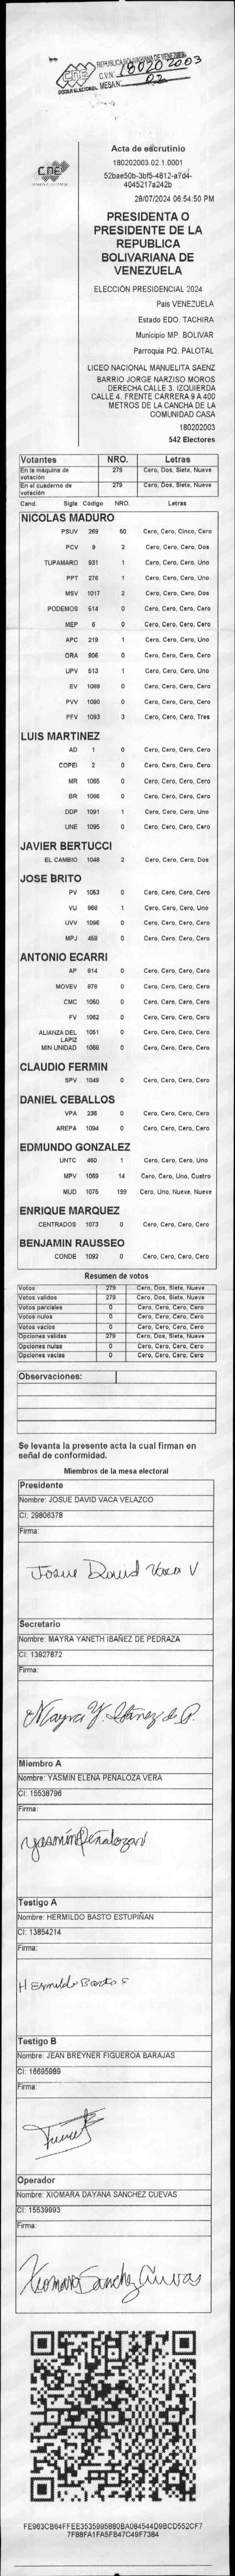 REPUBLICA BOLIVARIANA DE VENEZUELA
CNE
C.V.N° 180202003
PODER ELECTORAL MESA N° 02
CNE
Acta de escrutinio
180202003.02.1.0001
52bae50b-3bf5-4812-a7d4-
4045217a242b
28/07/2024 06:54:50 PM
PRESIDENTA O
PRESIDENTE DE LA
REPUBLICA
BOLIVARIANA DE
VENEZUELA
ELECCIÓN PRESIDENCIAL 2024
Pais VENEZUELA
Estado EDO. TACHIRA
Municipio MP. BOLIVAR
Parroquia PQ. PALOTAL
LICEO NACIONAL MANUELITA SAENZ
BARRIO JORGE NARZISO MOROS
DERECHA CALLE 3. IZQUIERDA
CALLE 4. FRENTE CARRERA 9 A 400
METROS DE LA CANCHA DE LA
COMUNIDAD CASA
180202003
542 Electores
Votantes NRO. Letras
En la máquina de votación 279 Cero, Dos, Siete, Nueve
En el cuaderno de votación 279 Cero, Dos, Siete, Nueve
Cand. Sigla Código NRO. Letras
NICOLAS MADURO
PSUV 269 50 Cero, Cero, Cinco, Cero
PCV 9 2 Cero, Cero, Cero, Dos
TUPAMARO 931 1 Cero, Cero, Cero, Uno
PPT 276 1 Cero, Cero, Cero, Uno
MSV 1017 2 Cero, Cero, Cero, Dos
PODEMOS 514 0 Cero, Cero, Cero, Cero
MEP 6 0 Cero, Cero, Cero, Cero
APC 219 1 Cero, Cero, Cero, Uno
ORA 906 0 Cero, Cero, Cero, Cero
UPV 513 1 Cero, Cero, Cero, Uno
EV 1089 0 Cero, Cero, Cero, Cero
PVV 1090 0 Cero, Cero, Cero, Cero
PFV 1093 3 Cero, Cero, Cero, Tres
LUIS MARTINEZ
AD 1 0 Cero, Cero, Cero, Cero
COPEI 2 0 Cero, Cero, Cero, Cero
MR 1065 0 Cero, Cero, Cero, Cero
BR 1066 0 Cero, Cero, Cero, Cero
DDP 1091 1 Cero, Cero, Cero, Uno
UNE 1095 0 Cero, Cero, Cero, Cero
JAVIER BERTUCCI
EL CAMBIO 1048 2 Cero, Cero, Cero, Dos
JOSE BRITO
PV 1053 0 Cero, Cero, Cero, Cero
VU 968 1 Cero, Cero, Cero, Uno
UVV 1096 0 Cero, Cero, Cero, Cero
MPJ 458 0 Cero, Cero, Cero, Cero
ANTONIO ECARRI
AP 914 0 Cero, Cero, Cero, Cero
MOVEV 879 0 Cero, Cero, Cero, Cero
CMC 1050 0 Cero, Cero, Cero, Cero
FV 1062 0 Cero, Cero, Cero, Cero
ALIANZA DEL LAPIZ 1051 0 Cero, Cero, Cero, Cero
MIN UNIDAD 1068 0 Cero, Cero, Cero, Cero
CLAUDIO FERMIN
SPV 1049 0 Cero, Cero, Cero, Cero
DANIEL CEBALLOS
VPA 236 0 Cero, Cero, Cero, Cero
AREPA 1094 0 Cero, Cero, Cero, Cero
EDMUNDO GONZALEZ
UNTC 460 1 Cero, Cero, Cero, Uno
MPV 1069 14 Cero, Cero, Uno, Cuatro
MUD 1075 199 Cero, Uno, Nueve, Nueve
ENRIQUE MARQUEZ
CENTRADOS 1073 0 Cero, Cero, Cero, Cero
BENJAMIN RAUSSEO
CONDE 1092 0 Cero, Cero, Cero, Cero
Resumen de votos
Votos 279 Cero, Dos, Siete, Nueve
Votos validos 279 Cero, Dos, Siete, Nueve
Votos parciales 0 Cero, Cero, Cero, Cero
Votos nulos 0 Cero, Cero, Cero, Cero
Votos vacios 0 Cero, Cero, Cero, Cero
Opciones validas 279 Cero, Dos, Siete, Nueve
Opciones nulas 0 Cero, Cero, Cero, Cero
Opciones vacias 0 Cero, Cero, Cero, Cero
Observaciones:
Se levanta la presente acta la cual firman en
señal de conformidad.
Miembros de la mesa electoral
Presidente
Nombre: JOSUE DAVID VACA VELAZCO
CI: 29806378
Firma:
Josue David Vaca V
Secretario
Nombre: MAYRA YANETH IBAÑEZ DE PEDRAZA
CI: 13927872
Firma:
Mayra Y. Ibañez de P.
Miembro A
Nombre: YASMIN ELENA PEÑALOZA VERA
CI: 15538796
Firma:
Testigo A
Nombre: HERMILDO BASTO ESTUPIÑAN
CI: 13854214
Firma:
Hermildo Basto E
Testigo B
Nombre: JEAN BREYNER FIGUEROA BARAJAS
CI: 16695989
Firma:
Operador
Nombre: XIOMARA DAYANA SANCHEZ CUEVAS
CI: 15539993
Firma:
Xiomara Sanchez Cuevas
FE963CB64FFEE3535995880BA084544D9BCD552CF7
7FBBFA1FA5FB47C49F7384